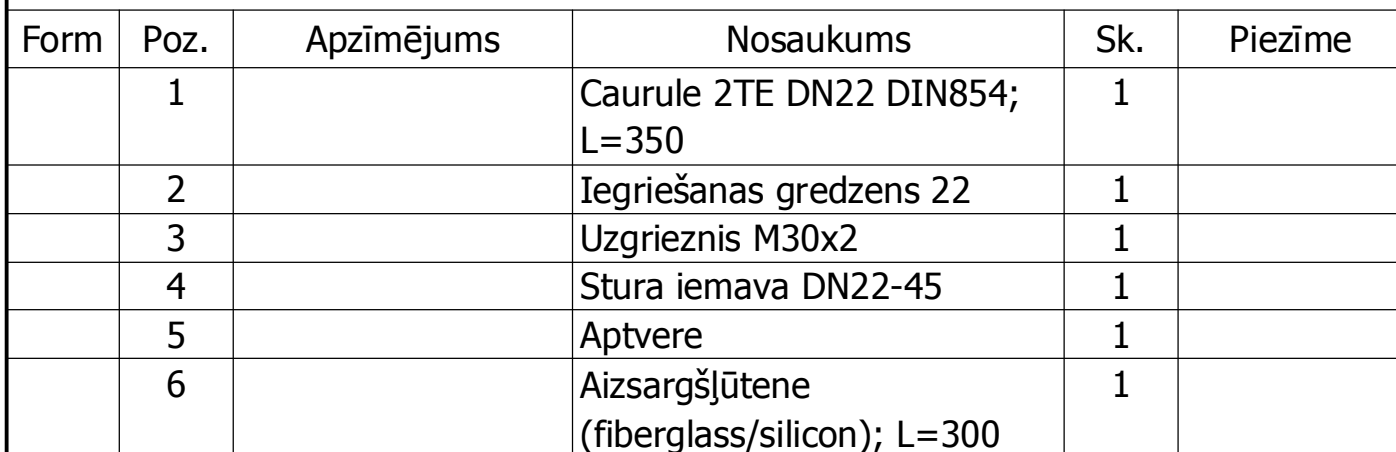 Form Poz. Apzīmējums Nosaukums Sk. Piezīme
1 Caurule 2TE DN22 DIN854; 1
L=350
2 Iegriešanas gredzens 22 1
3 Uzgrieznis M30x2 1
4 Stura iemava DN22-45 1
5 Aptvere 1
6 Aizsargšļūtene 1
(fiberglass/silicon); L=300